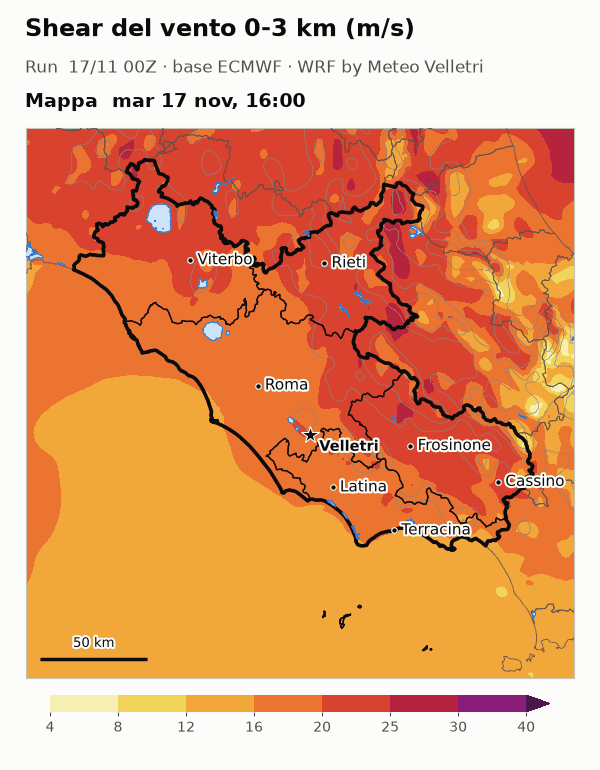 Shear del vento 0-3 km (m/s)
Run 17/11 00Z · base ECMWF · WRF by Meteo Velletri
Mappa mar 17 nov, 16:00
Viterbo
Rieti
Roma
Velletri
Frosinone
Cassino
Latina
Terracina
50 km
4 8 12 16 20 25 30 40